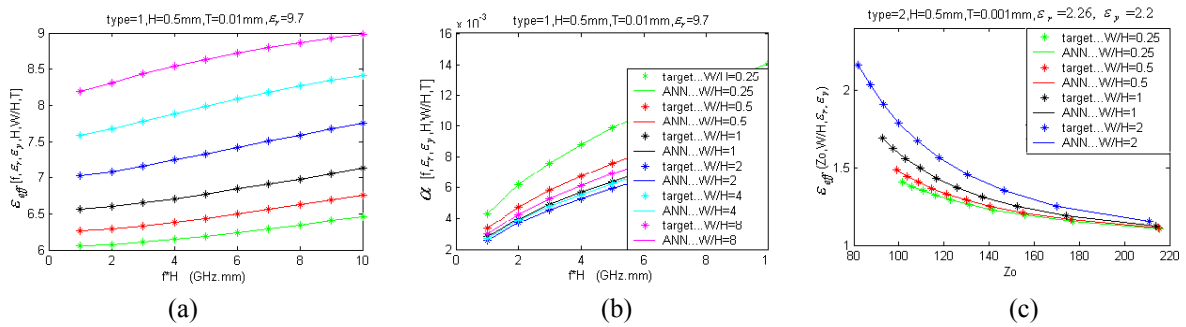 type=1,H=0.5mm,T=0.01mm,εr=9.7
εeff [f,εr,εy,H,W/H,T]
9
8.5
8
7.5
7
6.5
6
0
2
4
6
8
10
f*H (GHz.mm)
(a)
x 10^-3
type=1,H=0.5mm,T=0.01mm,εr=9.7
α [f,εr,εy,H,W/H,T]
16
14
12
10
8
6
4
2
target...W/H=0.25
ANN...W/H=0.25
target...W/H=0.5
ANN...W/H=0.5
target...W/H=1
ANN...W/H=1
target...W/H=2
ANN...W/H=2
target...W/H=4
ANN...W/H=4
target...W/H=8
ANN...W/H=8
0
2
4
6
8
1
f*H (GHz.mm)
(b)
type=2,H=0.5mm,T=0.001mm,εr=2.26, εy=2.2
εeff (Zo,W/H,εr,εy)
2
1.5
1
target...W/H=0.25
ANN...W/H=0.25
target...W/H=0.5
ANN...W/H=0.5
target...W/H=1
ANN...W/H=1
target...W/H=2
ANN...W/H=2
80
100
120
140
160
180
200
220
Zo
(c)